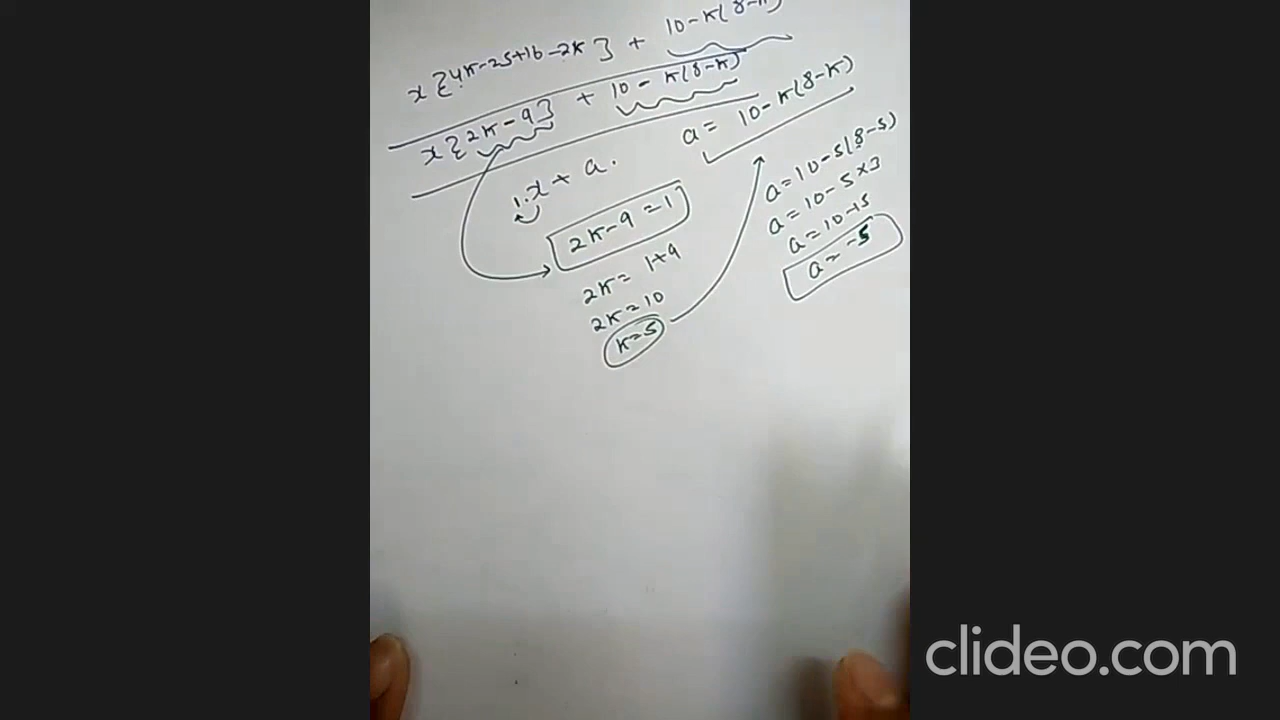 x{4k-25+16-2k} + 10-k(8-k)
x{2k-9} + 10-k(8-k)
1.x + a.
a= 10-k(8-k)
2k-9=1
2k= 1+9
2k=10
k=5
a=10-5(8-5)
a=10-5×3
a=10-15
a=-5
clideo.com